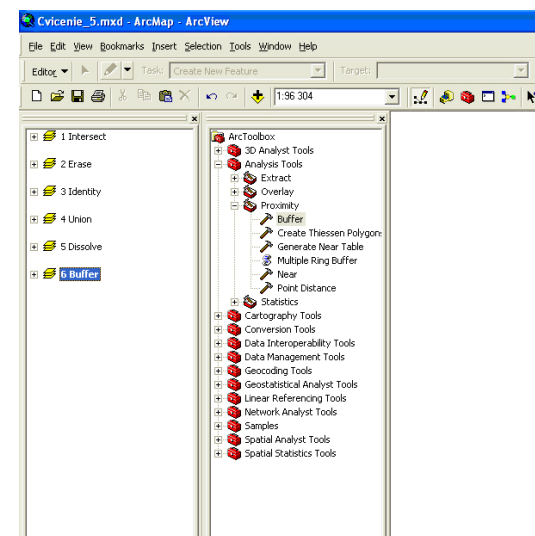 Cvicenie_5.mxd - ArcMap - ArcView
File Edit View Bookmarks Insert Selection Tools Window Help
Editor Task: Create New Feature Target:
1:96 304
1 Intersect
2 Erase
3 Identity
4 Union
5 Dissolve
6 Buffer
ArcToolbox
3D Analyst Tools
Analysis Tools
Extract
Overlay
Proximity
Buffer
Create Thiessen Polygons
Generate Near Table
Multiple Ring Buffer
Near
Point Distance
Statistics
Cartography Tools
Conversion Tools
Data Interoperability Tools
Data Management Tools
Geocoding Tools
Geostatistical Analyst Tools
Linear Referencing Tools
Network Analyst Tools
Samples
Spatial Analyst Tools
Spatial Statistics Tools